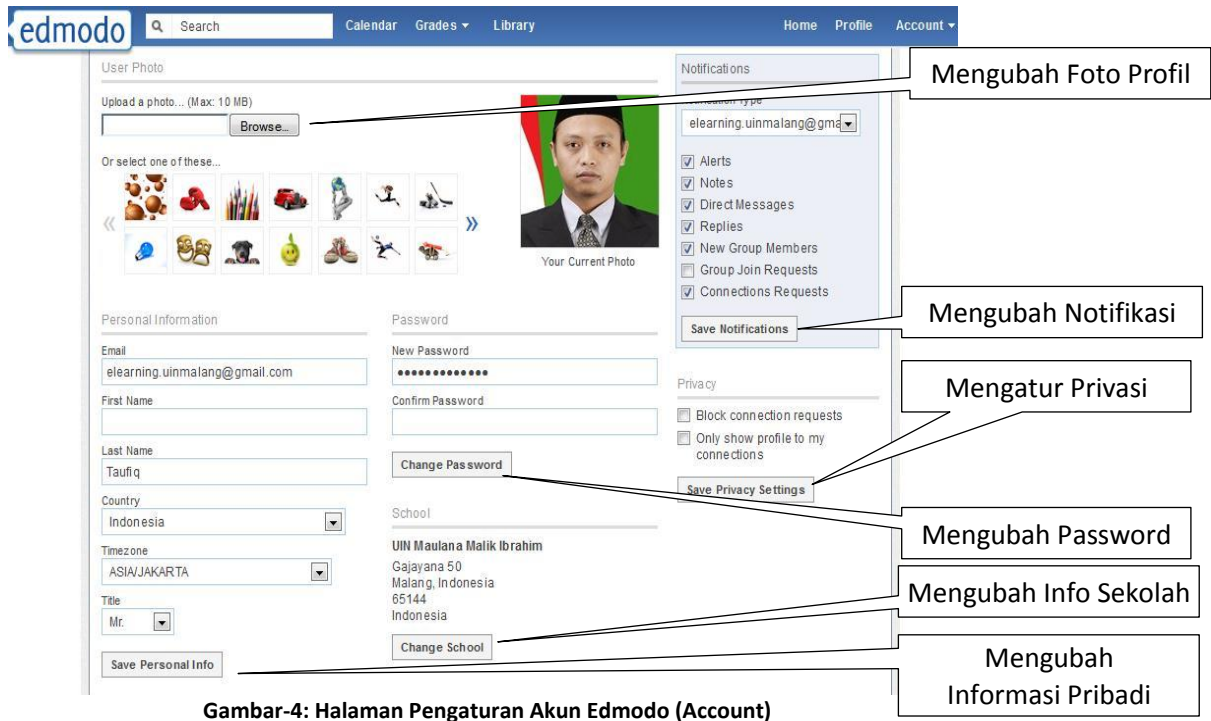 edmodo
Search
Calendar Grades Library
Home Profile Account
User Photo
Upload a photo... (Max: 10 MB)
Browse...
Or select one of these...
«
»
Your Current Photo
Notifications
Notification Type
elearning.uinmalang@gma
Alerts
Notes
Direct Messages
Replies
New Group Members
Group Join Requests
Connections Requests
Save Notifications
Personal Information
Email
elearning.uinmalang@gmail.com
First Name
Last Name
Taufiq
Country
Indonesia
Timezone
ASIA/JAKARTA
Title
Mr.
Save Personal Info
Password
New Password
•••••••••••••
Confirm Password
Change Password
School
UIN Maulana Malik Ibrahim
Gajayana 50
Malang, Indonesia
65144
Indonesia
Change School
Privacy
Block connection requests
Only show profile to my
connections
Save Privacy Settings
Mengubah Foto Profil
Mengubah Notifikasi
Mengatur Privasi
Mengubah Password
Mengubah Info Sekolah
Mengubah
Informasi Pribadi
Gambar-4: Halaman Pengaturan Akun Edmodo (Account)